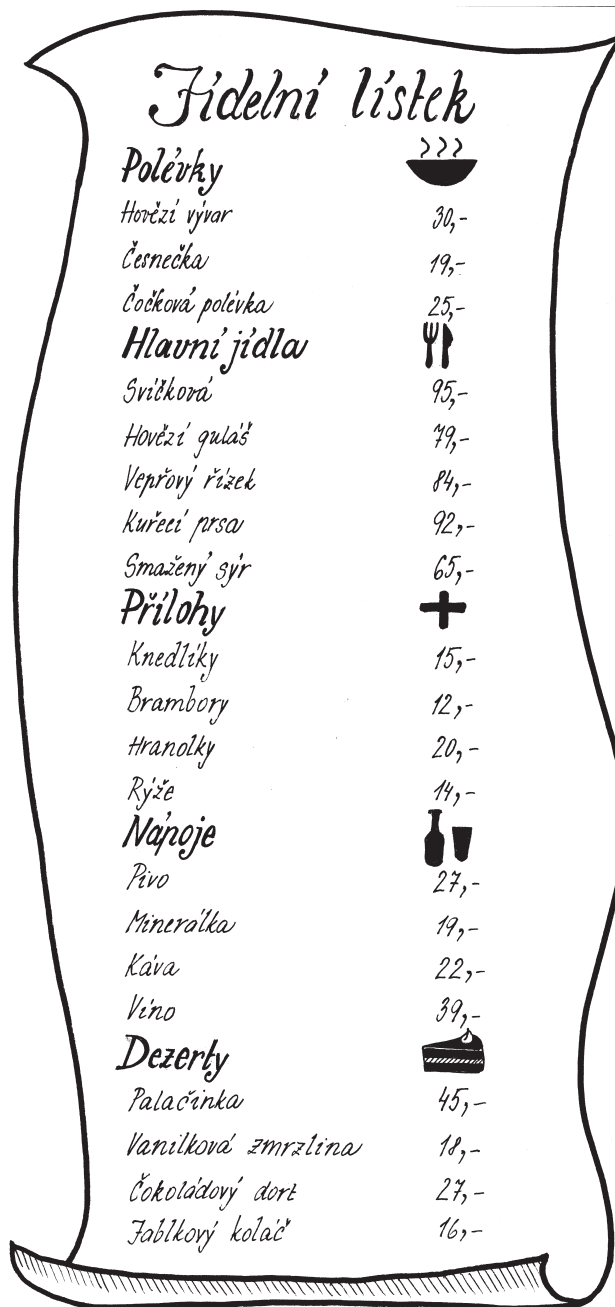 Jídelní lístek
Polévky
Hovězí vývar 30,-
Česnečka 19,-
Čočková polévka 25,-
Hlavní jídla
Svíčková 95,-
Hovězí guláš 79,-
Vepřový řízek 84,-
Kuřecí prsa 92,-
Smažený sýr 65,-
Přílohy
Knedlíky 15,-
Brambory 12,-
Hranolky 20,-
Rýže 14,-
Nápoje
Pivo 27,-
Minerálka 19,-
Káva 22,-
Víno 39,-
Dezerty
Palačinka 45,-
Vanilková zmrzlina 18,-
Čokoládový dort 27,-
Jablkový koláč 16,-